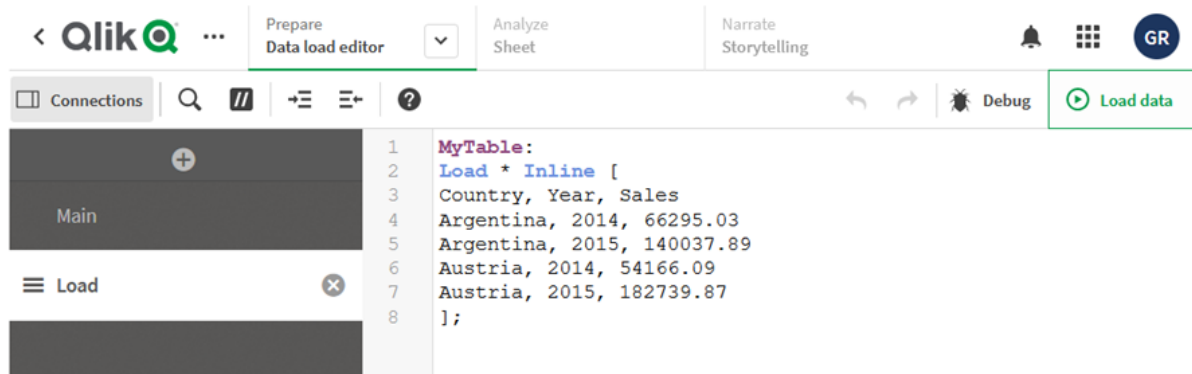 Qlik
Prepare
Data load editor
Analyze
Sheet
Narrate
Storytelling
GR
Connections
Debug
Load data
Main
Load
1 MyTable:
2 Load * Inline [
3 Country, Year, Sales
4 Argentina, 2014, 66295.03
5 Argentina, 2015, 140037.89
6 Austria, 2014, 54166.09
7 Austria, 2015, 182739.87
8 ];